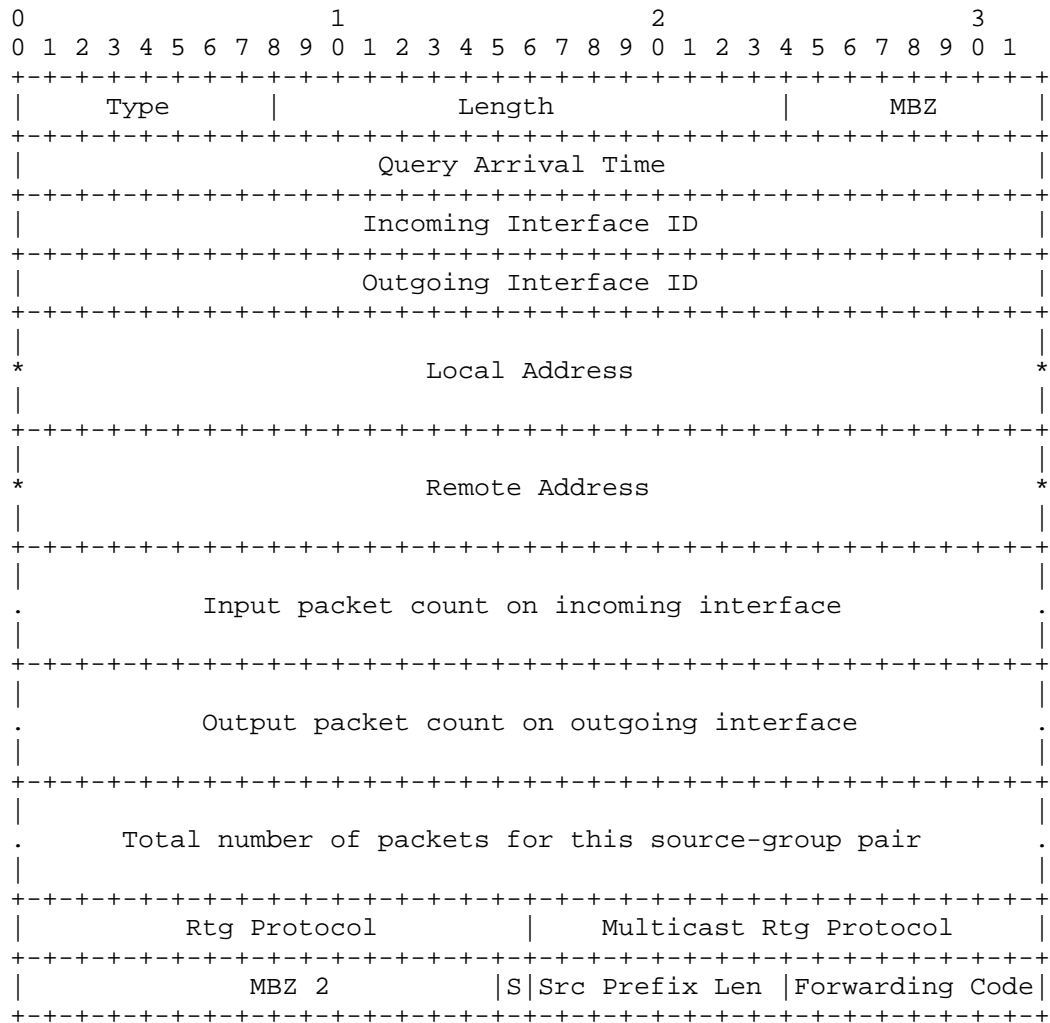 0                   1                   2                   3
0 1 2 3 4 5 6 7 8 9 0 1 2 3 4 5 6 7 8 9 0 1 2 3 4 5 6 7 8 9 0 1
+-+-+-+-+-+-+-+-+-+-+-+-+-+-+-+-+-+-+-+-+-+-+-+-+-+-+-+-+-+-+-+-+
|     Type      |           Length              |      MBZ      |
+-+-+-+-+-+-+-+-+-+-+-+-+-+-+-+-+-+-+-+-+-+-+-+-+-+-+-+-+-+-+-+-+
|                      Query Arrival Time                       |
+-+-+-+-+-+-+-+-+-+-+-+-+-+-+-+-+-+-+-+-+-+-+-+-+-+-+-+-+-+-+-+-+
|                     Incoming Interface ID                     |
+-+-+-+-+-+-+-+-+-+-+-+-+-+-+-+-+-+-+-+-+-+-+-+-+-+-+-+-+-+-+-+-+
|                     Outgoing Interface ID                     |
+-+-+-+-+-+-+-+-+-+-+-+-+-+-+-+-+-+-+-+-+-+-+-+-+-+-+-+-+-+-+-+-+
|                                                               |
*                         Local Address                         *
|                                                               |
+-+-+-+-+-+-+-+-+-+-+-+-+-+-+-+-+-+-+-+-+-+-+-+-+-+-+-+-+-+-+-+-+
|                                                               |
*                         Remote Address                        *
|                                                               |
+-+-+-+-+-+-+-+-+-+-+-+-+-+-+-+-+-+-+-+-+-+-+-+-+-+-+-+-+-+-+-+-+
|                                                               |
.           Input packet count on incoming interface            .
|                                                               |
+-+-+-+-+-+-+-+-+-+-+-+-+-+-+-+-+-+-+-+-+-+-+-+-+-+-+-+-+-+-+-+-+
|                                                               |
.           Output packet count on outgoing interface           .
|                                                               |
+-+-+-+-+-+-+-+-+-+-+-+-+-+-+-+-+-+-+-+-+-+-+-+-+-+-+-+-+-+-+-+-+
|                                                               |
.      Total number of packets for this source-group pair       .
|                                                               |
+-+-+-+-+-+-+-+-+-+-+-+-+-+-+-+-+-+-+-+-+-+-+-+-+-+-+-+-+-+-+-+-+
|          Rtg Protocol         |    Multicast Rtg Protocol     |
+-+-+-+-+-+-+-+-+-+-+-+-+-+-+-+-+-+-+-+-+-+-+-+-+-+-+-+-+-+-+-+-+
|              MBZ 2          |S|Src Prefix Len |Forwarding Code|
+-+-+-+-+-+-+-+-+-+-+-+-+-+-+-+-+-+-+-+-+-+-+-+-+-+-+-+-+-+-+-+-+